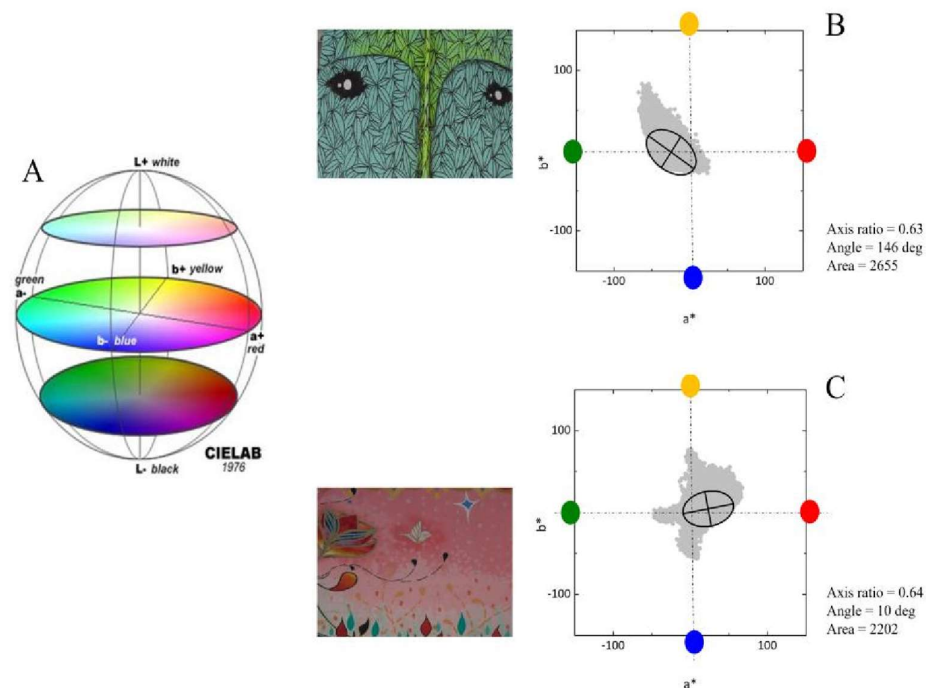 A
L+ white
b+ yellow
green
a-
b- blue
a+
red
CIELAB
1976
L- black
B
100
b*
-100
-100
100
a*
Axis ratio = 0.63
Angle = 146 deg
Area = 2655
C
100
b*
-100
-100
100
a*
Axis ratio = 0.64
Angle = 10 deg
Area = 2202